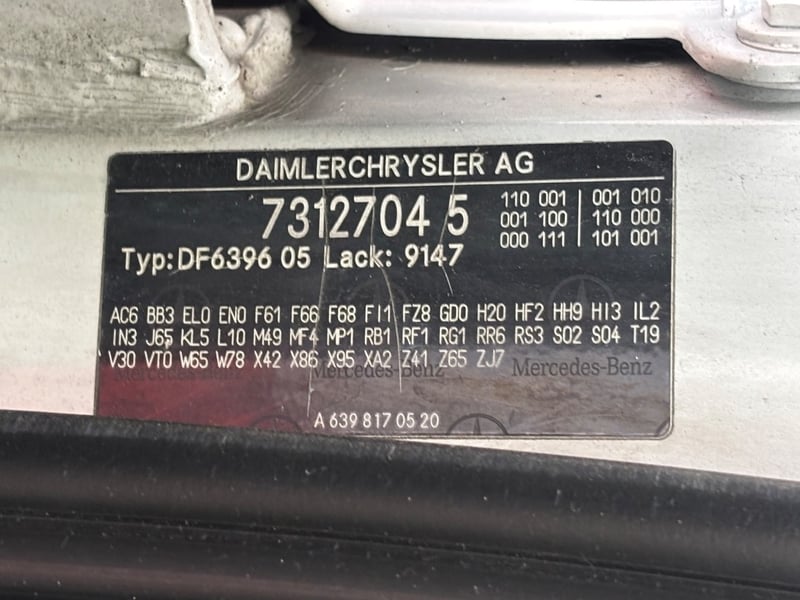 DAIMLERCHRYSLER AG
7312704 5
110 001 | 001 010
001 100 | 110 000
000 111 | 101 001
Typ: DF6396 05 Lack: 9147
AC6 BB3 EL0 EN0 F61 F66 F68 FI1 FZ8 GD0 H20 HF2 HH9 HI3 IL2
IN3 J65 KL5 L10 M49 MF4 MP1 RB1 RF1 RG1 RR6 RS3 S02 S04 T19
V30 VT0 W65 W78 X42 X86 X95 XA2 Z41 Z65 ZJ7
Mercedes-Benz Mercedes-Benz Mercedes-Benz
A 639 817 05 20